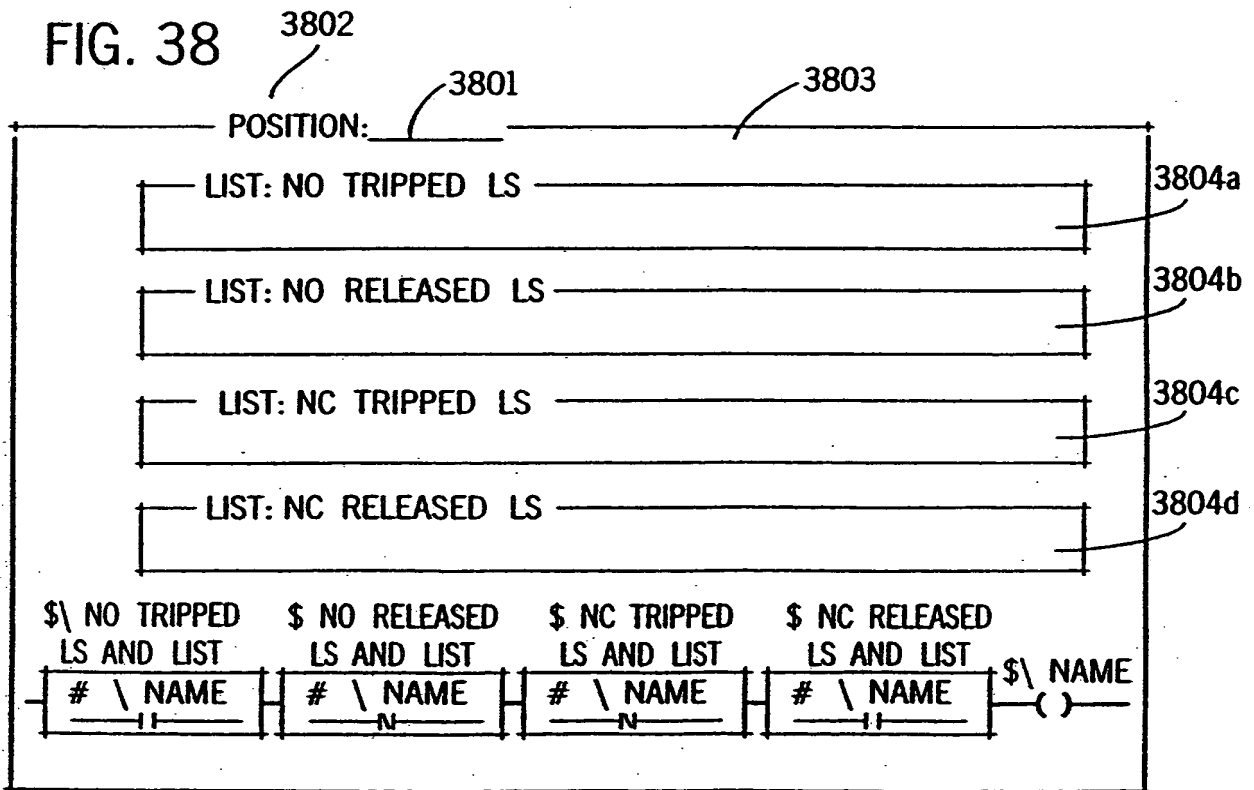 FIG. 38
3802
3801
3803
POSITION:
LIST: NO TRIPPED LS
3804a
LIST: NO RELEASED LS
3804b
LIST: NC TRIPPED LS
3804c
LIST: NC RELEASED LS
3804d
$\ NO TRIPPED LS AND LIST
$ NO RELEASED LS AND LIST
$ NC TRIPPED LS AND LIST
$ NC RELEASED LS AND LIST
# \ NAME
# \ NAME
# \ NAME
# \ NAME
$\ NAME
N
N